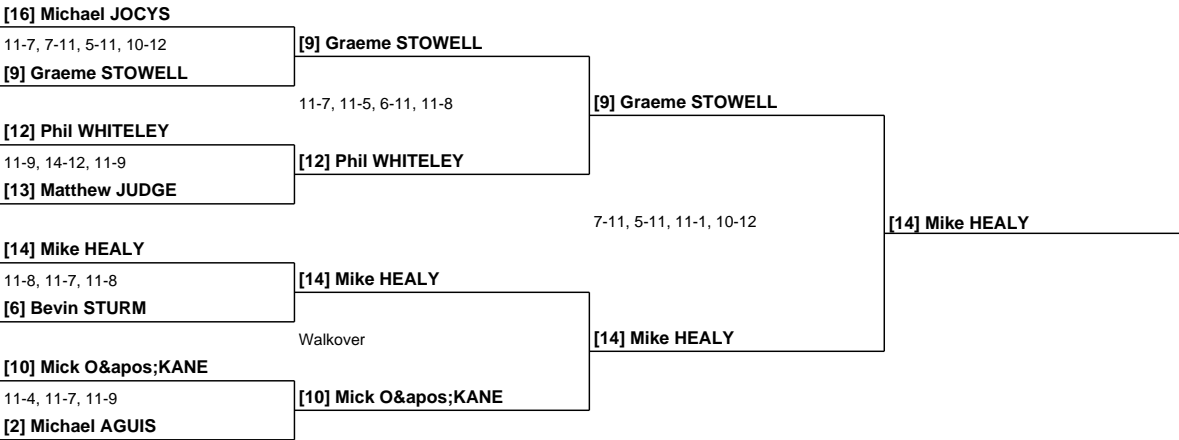 [16] Michael JOCYS
11-7, 7-11, 5-11, 10-12
[9] Graeme STOWELL
[9] Graeme STOWELL
11-7, 11-5, 6-11, 11-8
[9] Graeme STOWELL
[12] Phil WHITELEY
11-9, 14-12, 11-9
[12] Phil WHITELEY
[13] Matthew JUDGE
7-11, 5-11, 11-1, 10-12
[14] Mike HEALY
[14] Mike HEALY
11-8, 11-7, 11-8
[14] Mike HEALY
[6] Bevin STURM
Walkover
[14] Mike HEALY
[10] Mick O&apos;KANE
11-4, 11-7, 11-9
[10] Mick O&apos;KANE
[2] Michael AGUIS